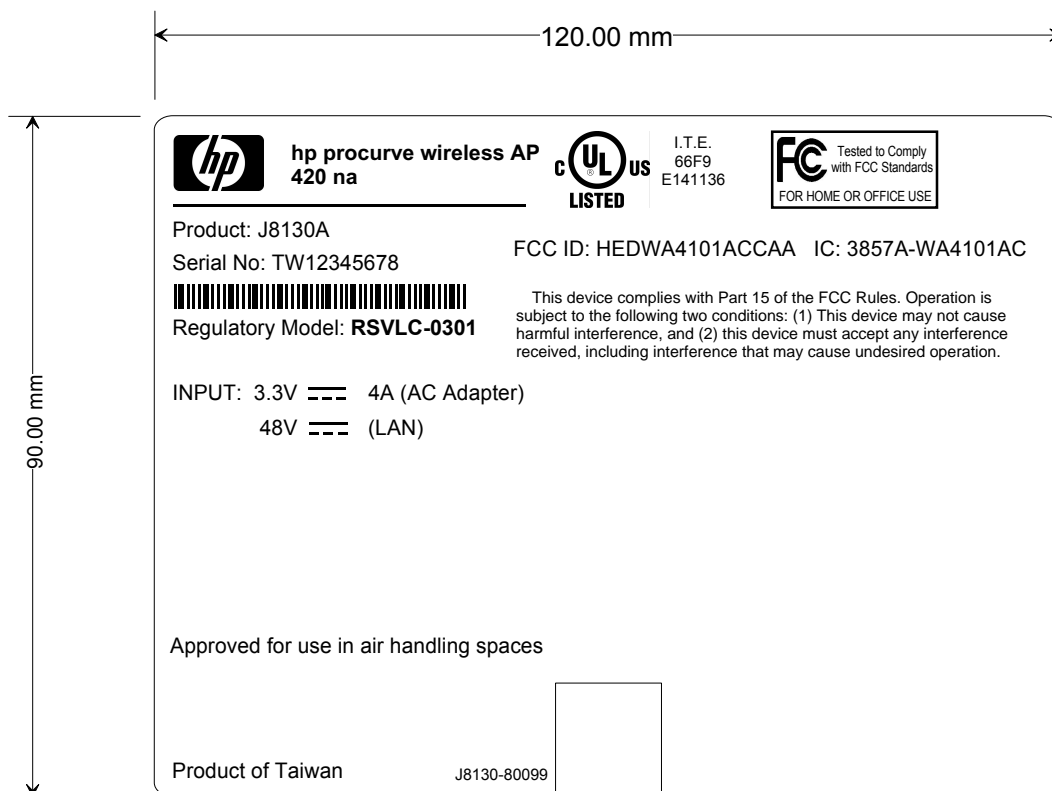 120.00 mm
90.00 mm
hp
hp procurve wireless AP
420 na
C UL US
®
LISTED
I.T.E.
66F9
E141136
FC Tested to Comply
with FCC Standards
FOR HOME OR OFFICE USE
Product: J8130A
Serial No: TW12345678
Regulatory Model: RSVLC-0301
FCC ID: HEDWA4101ACCAA IC: 3857A-WA4101AC
This device complies with Part 15 of the FCC Rules. Operation is
subject to the following two conditions: (1) This device may not cause
harmful interference, and (2) this device must accept any interference
received, including interference that may cause undesired operation.
INPUT: 3.3V 4A (AC Adapter)
48V (LAN)
Approved for use in air handling spaces
Product of Taiwan
J8130-80099